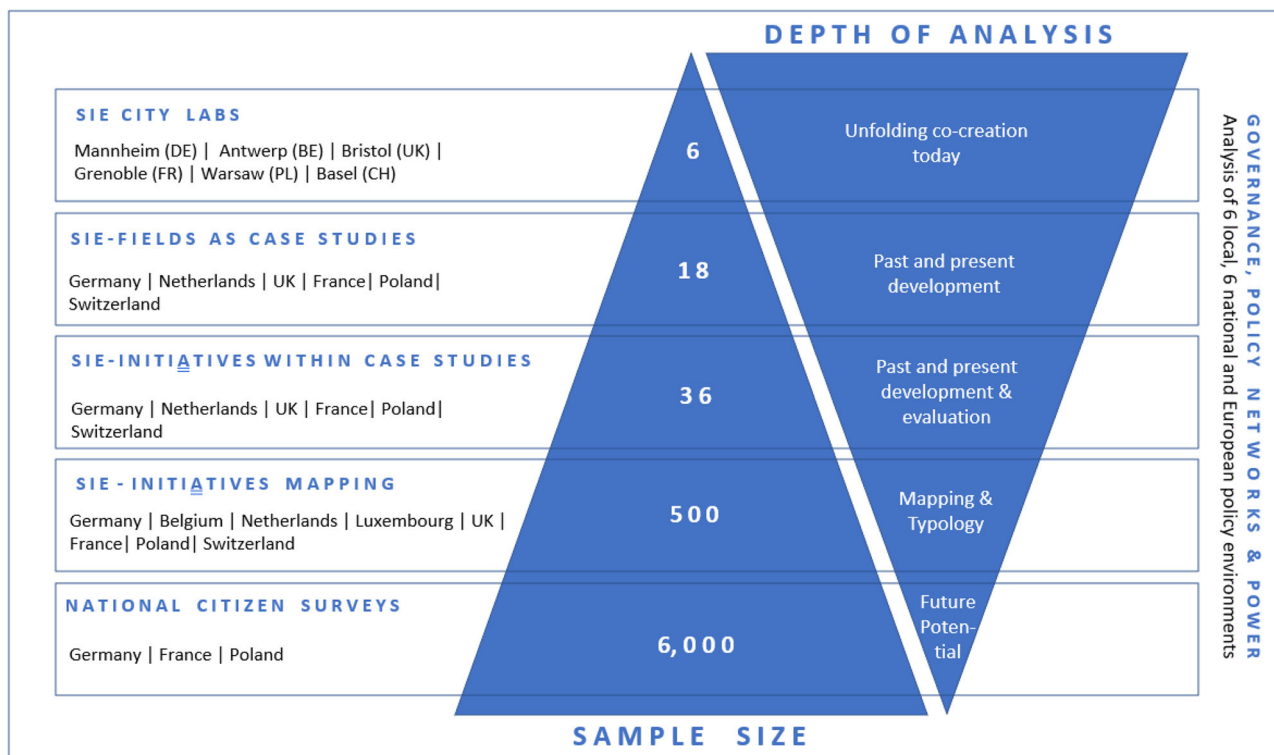 DEPTH OF ANALYSIS
SIE CITY LABS
Mannheim (DE) | Antwerp (BE) | Bristol (UK) |
Grenoble (FR) | Warsaw (PL) | Basel (CH)
6
Unfolding co-creation
today
SIE-FIELDS AS CASE STUDIES
Germany | Netherlands | UK | France| Poland|
Switzerland
18
Past and present
development
SIE-INITIATIVES WITHIN CASE STUDIES
Germany | Netherlands | UK | France| Poland|
Switzerland
36
Past and present
development &
evaluation
SIE - INITIATIVES MAPPING
Germany | Belgium | Netherlands | Luxembourg | UK |
France| Poland| Switzerland
500
Mapping &
Typology
NATIONAL CITIZEN SURVEYS
Germany | France | Poland
6,000
Future
Poten-
tial
SAMPLE SIZE
GOVERNANCE, POLICY NETWORKS & POWER
Analysis of 6 local, 6 national and European policy environments